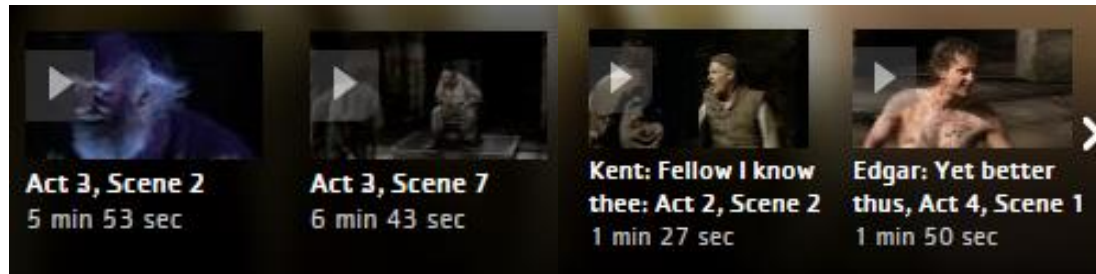 Act 3, Scene 2
5 min 53 sec
Act 3, Scene 7
6 min 43 sec
Kent: Fellow I know
thee: Act 2, Scene 2
1 min 27 sec
Edgar: Yet better
thus, Act 4, Scene 1
1 min 50 sec